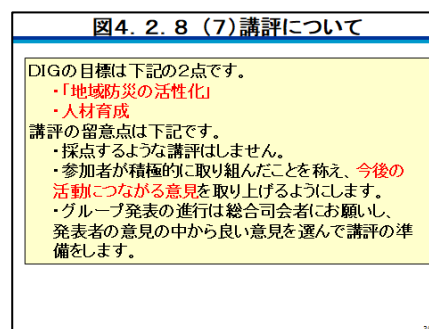 図4．2．8（7）講評について
DIGの目標は下記の2点です。
・「地域防災の活性化」
・人材育成
講評の留意点は下記です。
・採点するような講評はしません。
・参加者が積極的に取り組んだことを称え、今後の
活動につながる意見を取り上げるようにします。
・グループ発表の進行は総合司会者にお願いし、
発表者の意見の中から良い意見を選んで講評の準
備をします。